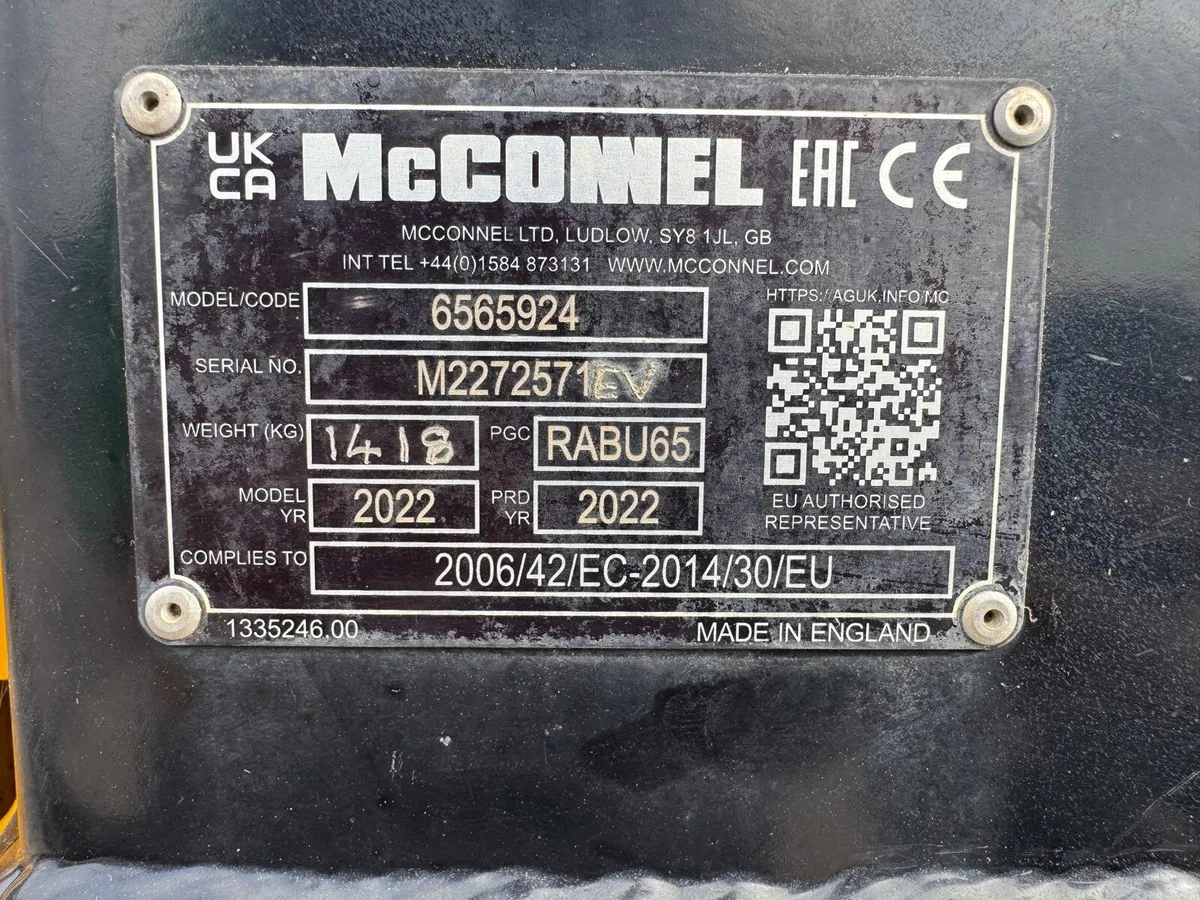 UK CA McCONNEL EAC CE
MCCONNEL LTD, LUDLOW, SY8 1JL, GB
INT TEL +44(0)1584 873131 WWW.MCCONNEL.COM
MODEL/CODE 6565924
HTTPS://AGUK.INFO/MC
SERIAL NO. M2272571EV
WEIGHT (KG) 1418 PGC RABU65
MODEL YR 2022 PRD YR 2022
EU AUTHORISED
REPRESENTATIVE
COMPLIES TO 2006/42/EC-2014/30/EU
1335246.00 MADE IN ENGLAND